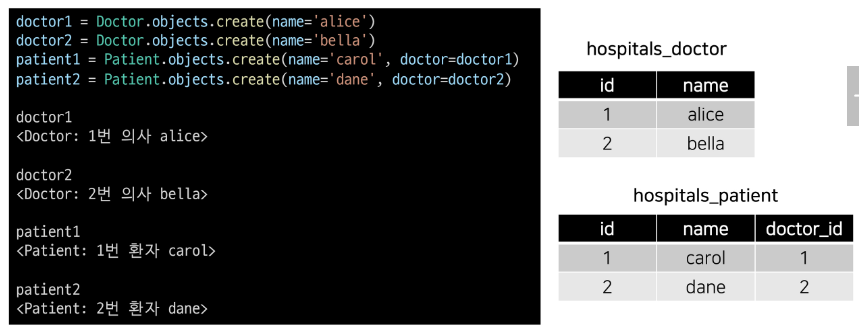 doctor1 = Doctor.objects.create(name='alice')
doctor2 = Doctor.objects.create(name='bella')
patient1 = Patient.objects.create(name='carol', doctor=doctor1)
patient2 = Patient.objects.create(name='dane', doctor=doctor2)
doctor1
<Doctor: 1번 의사 alice>
doctor2
<Doctor: 2번 의사 bella>
patient1
<Patient: 1번 환자 carol>
patient2
<Patient: 2번 환자 dane>
hospitals_doctor
id name
1 alice
2 bella
hospitals_patient
id name doctor_id
1 carol 1
2 dane 2